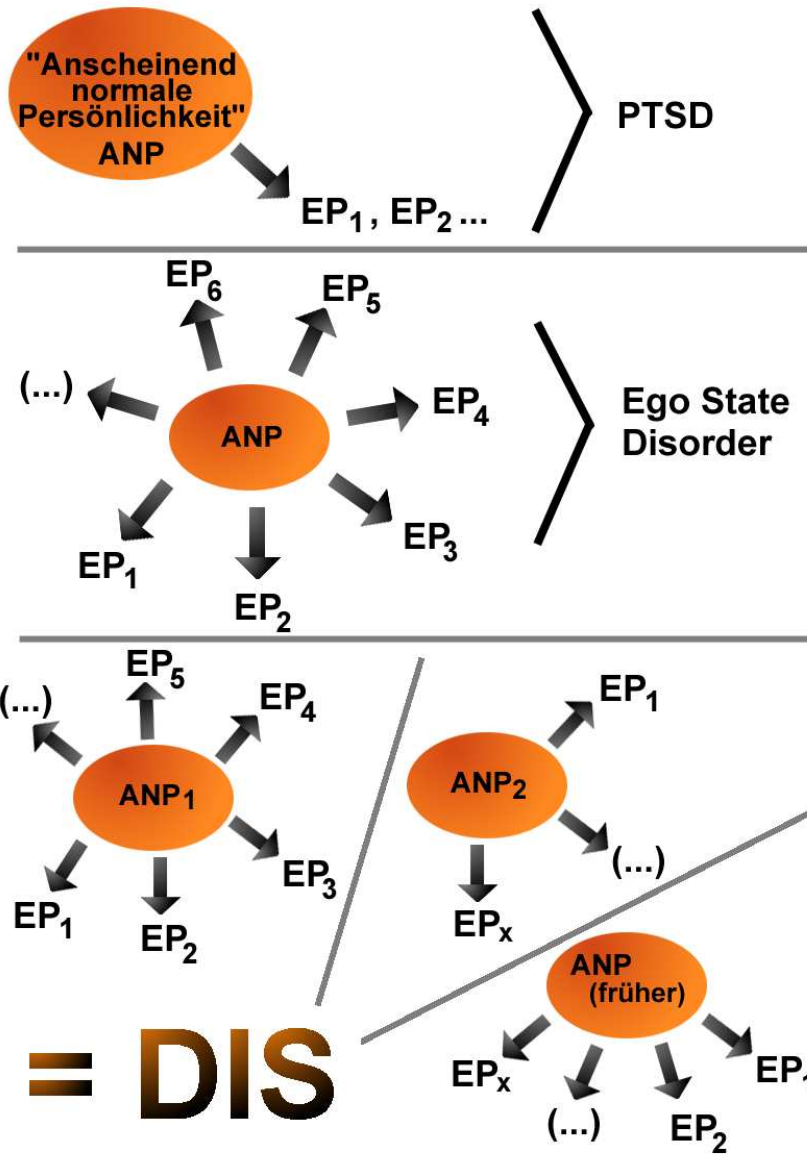 "Anscheinend
normale
Persönlichkeit"
ANP
EP₁, EP₂ ...
PTSD
EP₆
EP₅
(...)
EP₄
ANP
EP₃
EP₁
EP₂
Ego State
Disorder
EP₅
(...)
EP₄
ANP₁
EP₃
EP₁
EP₂
EP₁
ANP₂
(...)
EPₓ
ANP
(früher)
EPₓ
EP₁
(...)
EP₂
= DIS